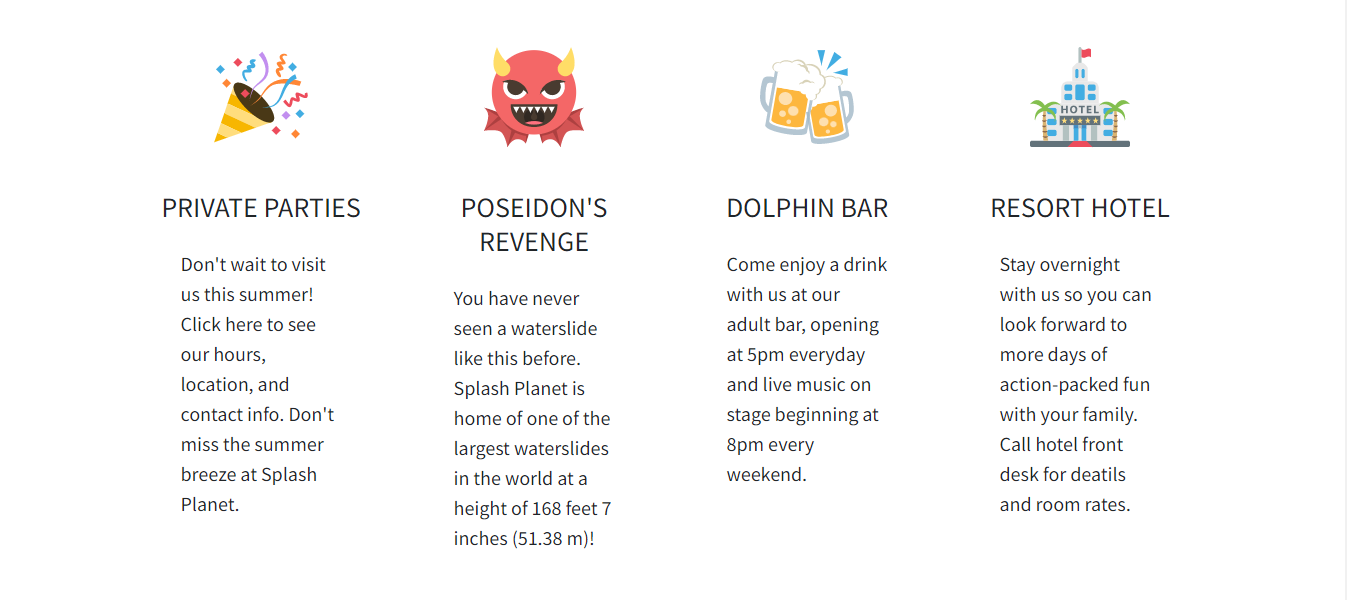 HOTEL
PRIVATE PARTIES
Don't wait to visit
us this summer!
Click here to see
our hours,
location, and
contact info. Don't
miss the summer
breeze at Splash
Planet.
POSEIDON'S
REVENGE
You have never
seen a waterslide
like this before.
Splash Planet is
home of one of the
largest waterslides
in the world at a
height of 168 feet 7
inches (51.38 m)!
DOLPHIN BAR
Come enjoy a drink
with us at our
adult bar, opening
at 5pm everyday
and live music on
stage beginning at
8pm every
weekend.
RESORT HOTEL
Stay overnight
with us so you can
look forward to
more days of
action-packed fun
with your family.
Call hotel front
desk for deatils
and room rates.